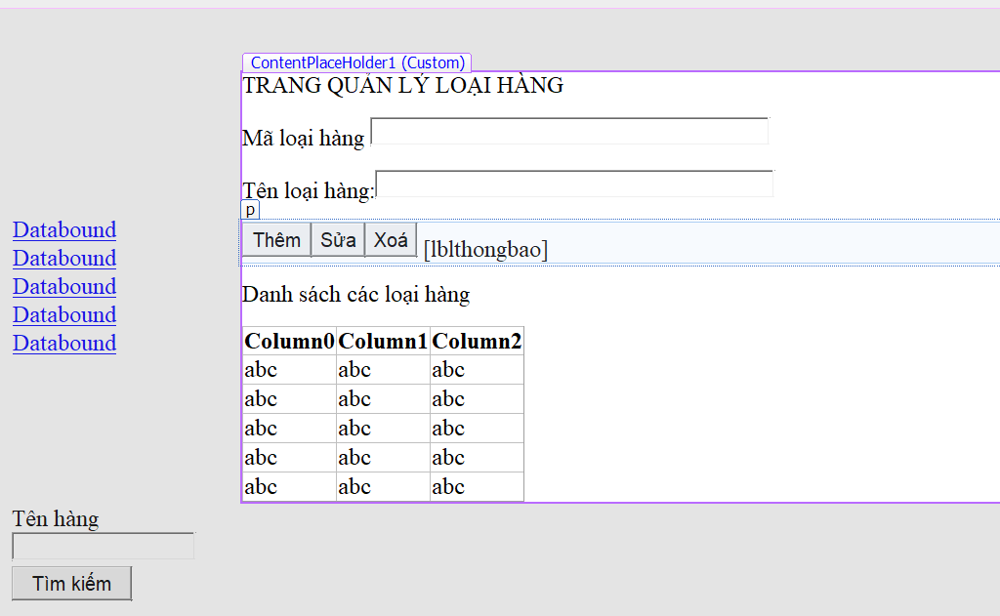 ContentPlaceHolder1 (Custom)
TRANG QUẢN LÝ LOẠI HÀNG
Mã loại hàng
Tên loại hàng:
p
Thêm Sửa Xoá [lblthongbao]
Danh sách các loại hàng
Column0 Column1 Column2
abc abc abc
abc abc abc
abc abc abc
abc abc abc
abc abc abc
Databound
Databound
Databound
Databound
Databound
Tên hàng
Tìm kiếm